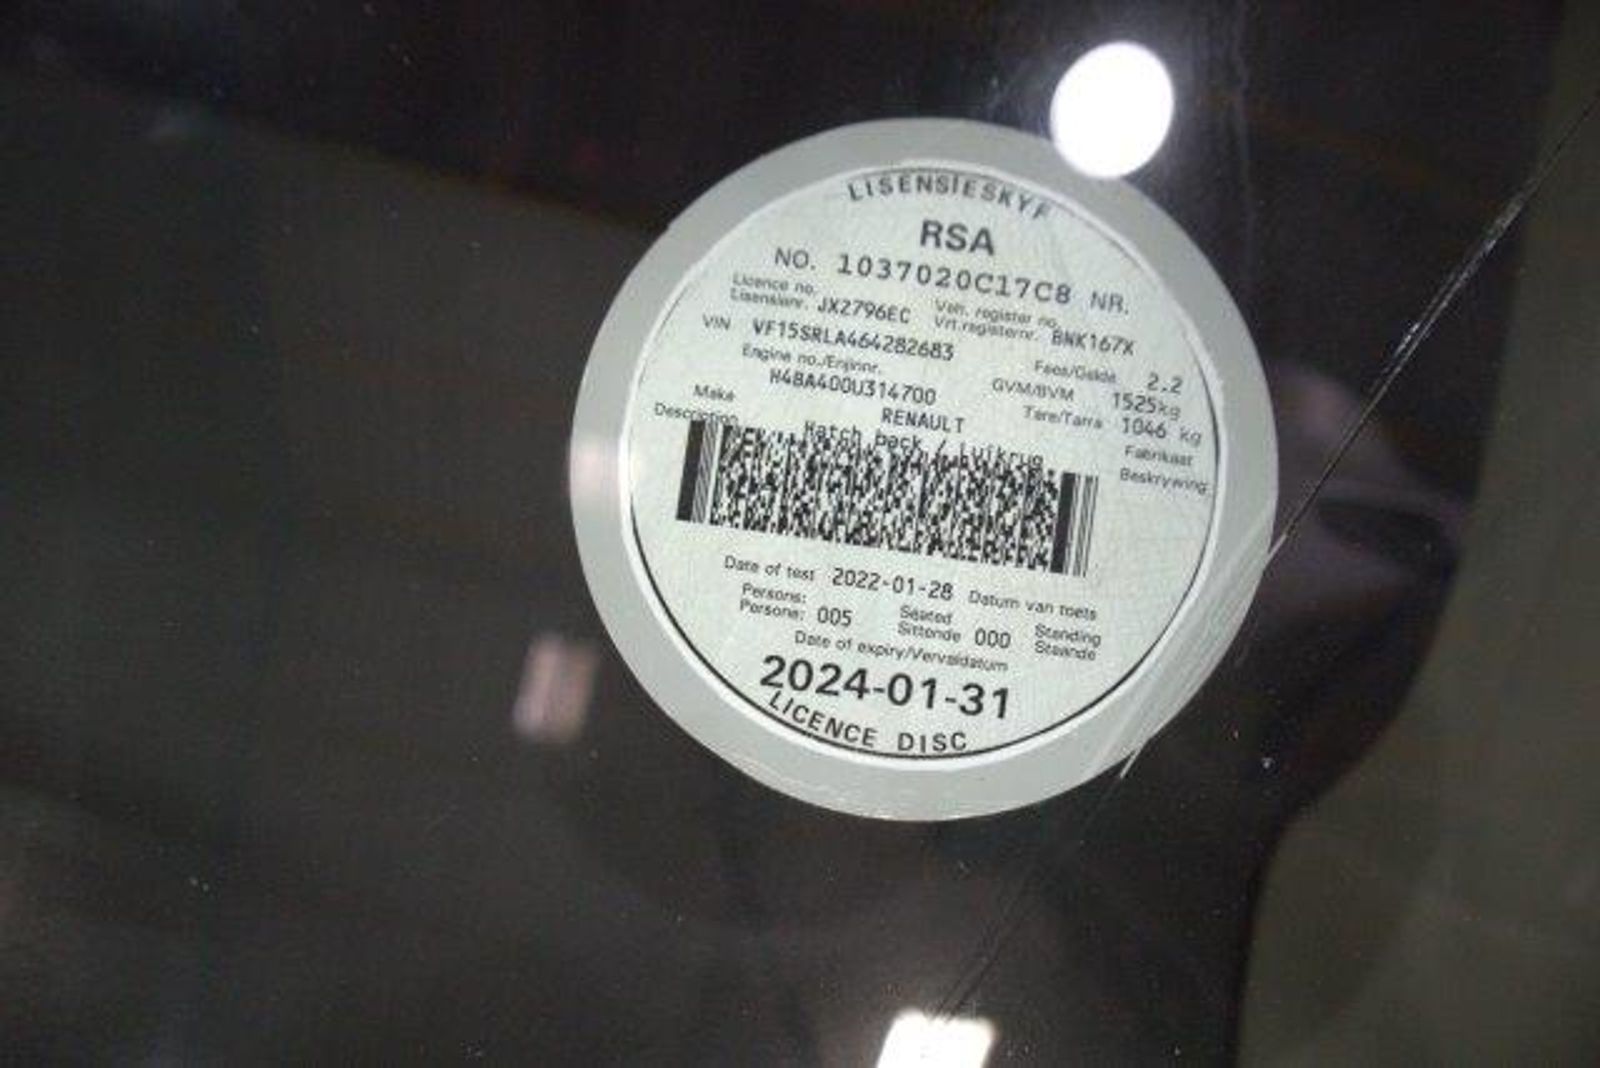 LISENSIESKYF
RSA
NO. 1037020C17C8 NR.
Licence no. Veh. register no.
Lisensienr. JX2796EC Vrt.registernr. BNK167X
VIN VF15SRLA464282683 Fees/Gelde 2.2
Engine no./Enjinnr. GVM/BVM 1525kg
H4BA400U314700 Tare/Tarra 1046 kg
Make RENAULT Fabrikaat
Description Hatch back / Luikrug Beskrywing
Date of test 2022-01-28 Datum van toets
Persons: Seated Standing
Persone: 005 Sittende 000 Staande
Date of expiry/Vervaldatum
2024-01-31
LICENCE DISC